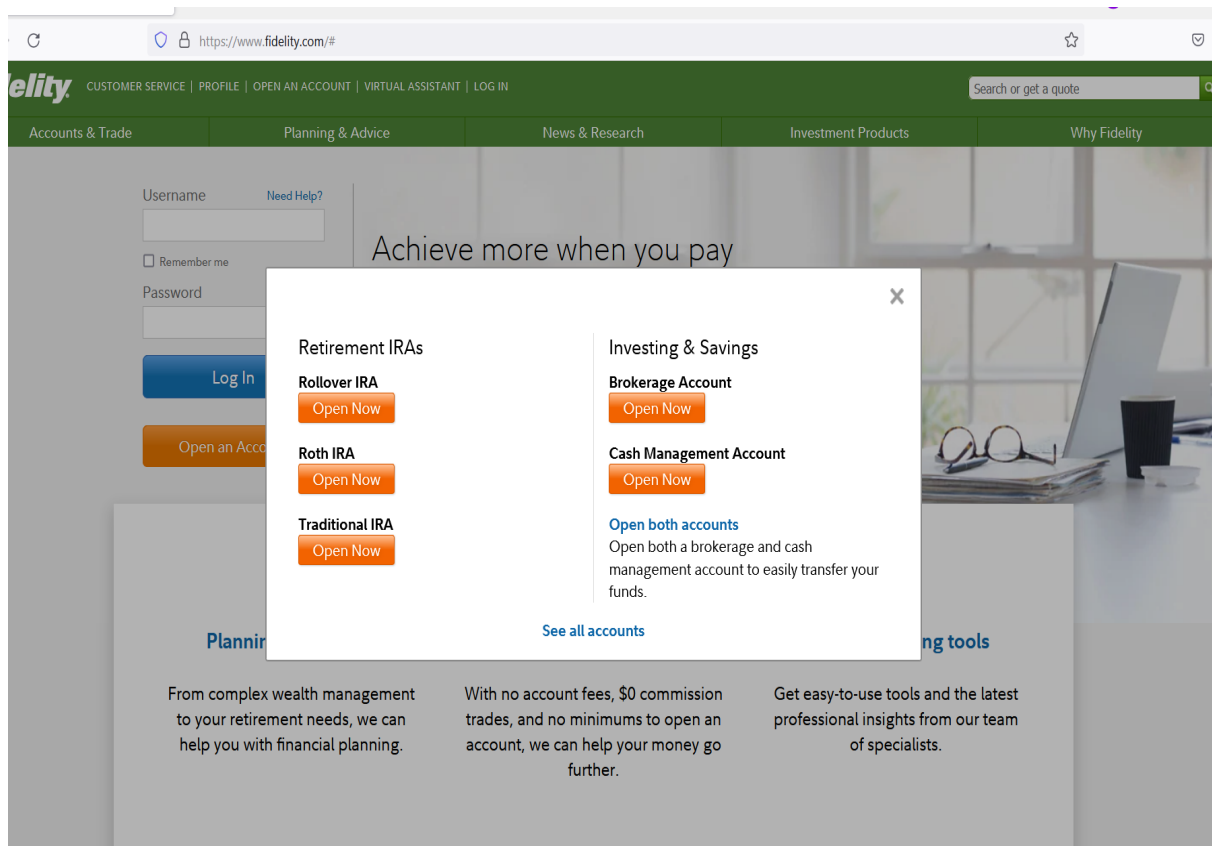 https://www.fidelity.com/#
elity
CUSTOMER SERVICE | PROFILE | OPEN AN ACCOUNT | VIRTUAL ASSISTANT | LOG IN
Search or get a quote
Accounts & Trade
Planning & Advice
News & Research
Investment Products
Why Fidelity
Username
Need Help?
Remember me
Password
Log In
Open an Acco
Achieve more when you pay
X
Retirement IRAs
Rollover IRA
Open Now
Roth IRA
Open Now
Traditional IRA
Open Now
Investing & Savings
Brokerage Account
Open Now
Cash Management Account
Open Now
Open both accounts
Open both a brokerage and cash
management account to easily transfer your
funds.
See all accounts
Plannin
From complex wealth management
to your retirement needs, we can
help you with financial planning.
With no account fees, $0 commission
trades, and no minimums to open an
account, we can help your money go
further.
ng tools
Get easy-to-use tools and the latest
professional insights from our team
of specialists.